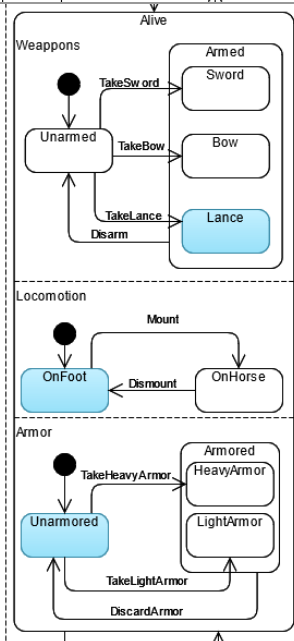 Alive
Weappons
Armed
Sword
TakeSword
Unarmed
TakeBow
Bow
TakeLance
Lance
Disarm
Locomotion
Mount
OnFoot
Dismount
OnHorse
Armor
Armored
TakeHeavyArmor
HeavyArmor
Unarmored
LightArmor
TakeLightArmor
DiscardArmor